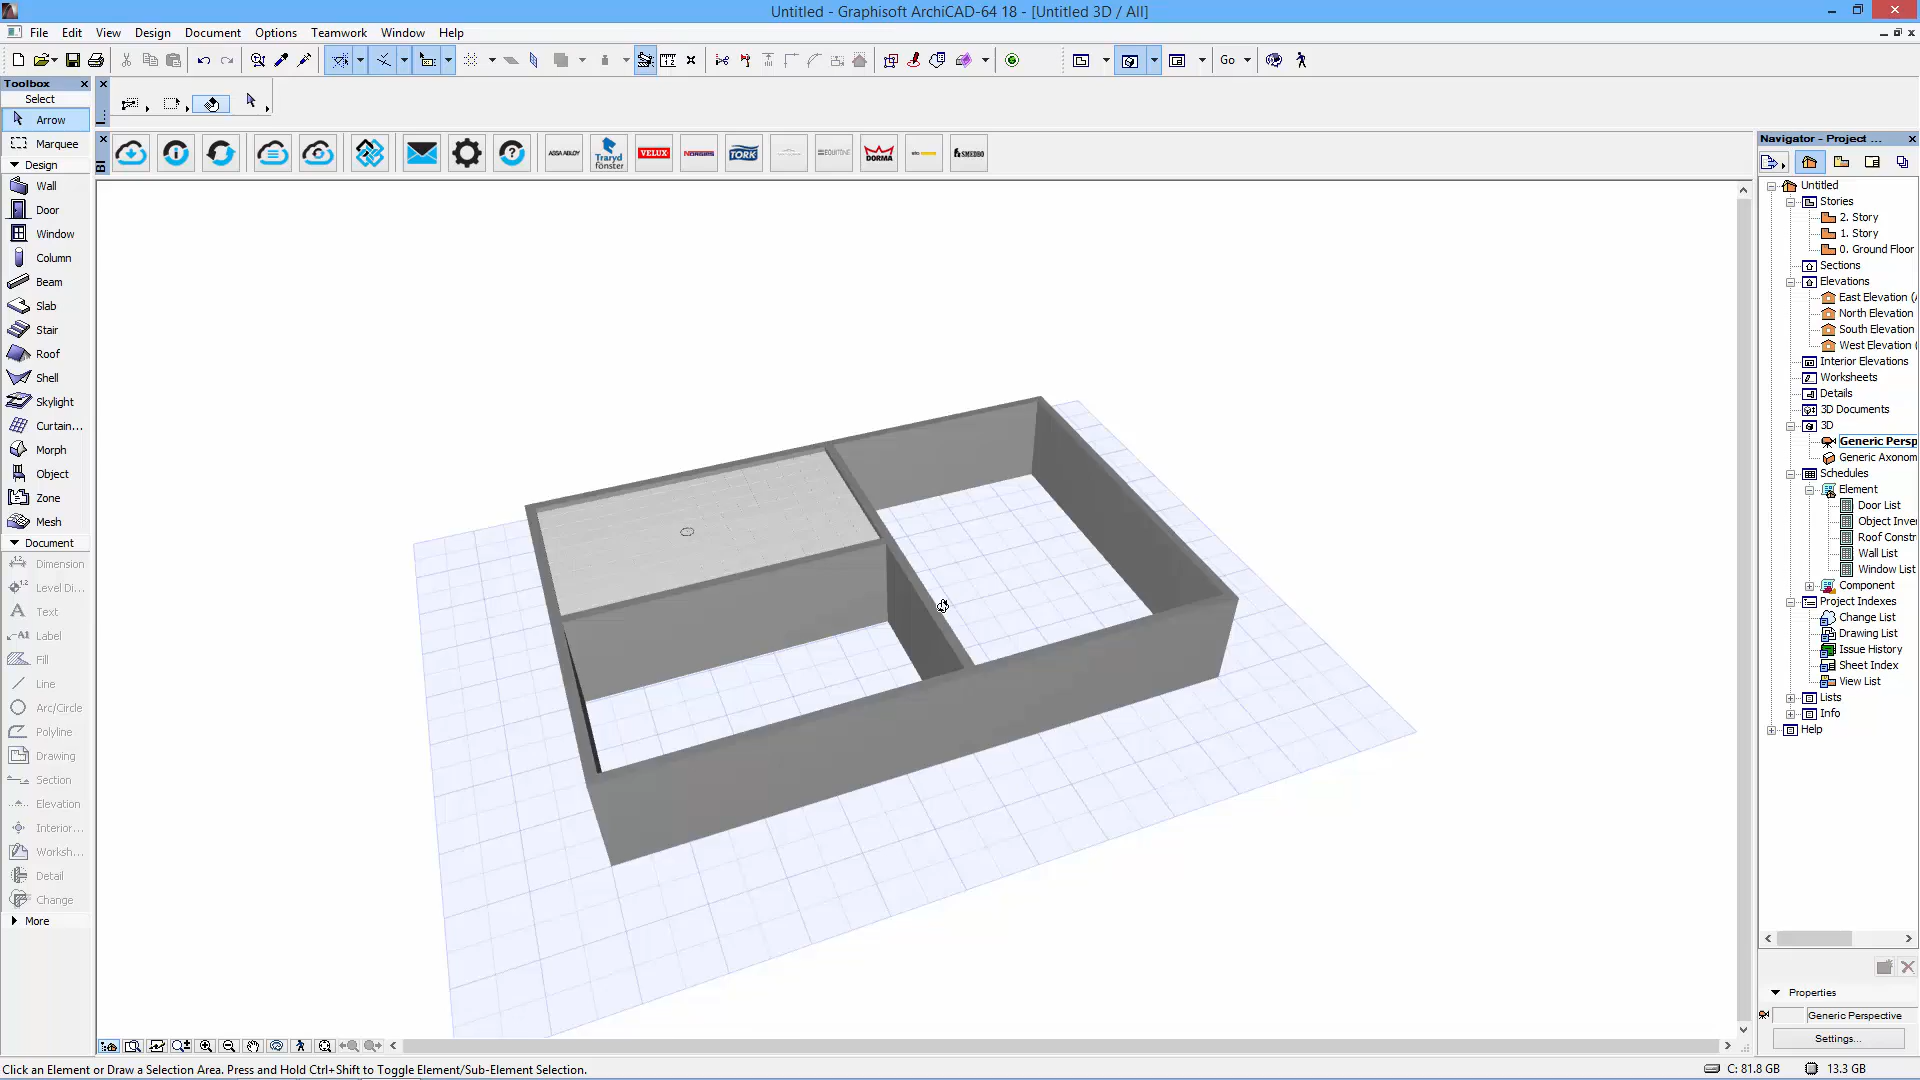 Untitled - Graphisoft ArchiCAD-64 18 - [Untitled 3D / All]
File Edit View Design Document Options Teamwork Window Help
Go
Toolbox
Select
Arrow
Marquee
Design
Wall
Door
Window
Column
Beam
Slab
Stair
Roof
Shell
Skylight
Curtain...
Morph
Object
Zone
Mesh
Document
Dimension
Level Di...
Text
Label
Fill
Line
Arc/Circle
Polyline
Drawing
Section
Elevation
Interior...
Worksh...
Detail
Change
More
ASSA ABLOY
Traryd fönster
VELUX
NORGIPS
TORK
EQUITONE
DORMA
SMEDBO
Navigator - Project ...
Untitled
Stories
2. Story
1. Story
0. Ground Floor
Sections
Elevations
East Elevation (
North Elevation
South Elevation
West Elevation (
Interior Elevations
Worksheets
Details
3D Documents
3D
Generic Persp
Generic Axonom
Schedules
Element
Door List
Object Inve
Roof Constr
Wall List
Window List
Component
Project Indexes
Change List
Drawing List
Issue History
Sheet Index
View List
Lists
Info
Help
Properties
Generic Perspective
Settings...
Click an Element or Draw a Selection Area. Press and Hold Ctrl+Shift to Toggle Element/Sub-Element Selection.
C: 81.8 GB
13.3 GB